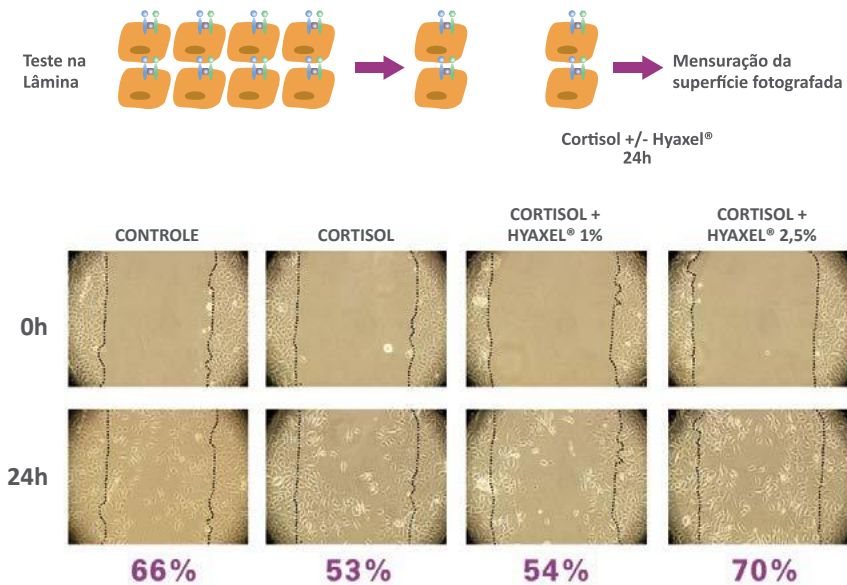 Teste na
Lâmina
Mensuração da
superfície fotografada
Cortisol +/- Hyaxel®
24h
CONTROLE
CORTISOL
CORTISOL +
HYAXEL® 1%
CORTISOL +
HYAXEL® 2,5%
0h
24h
66%
53%
54%
70%